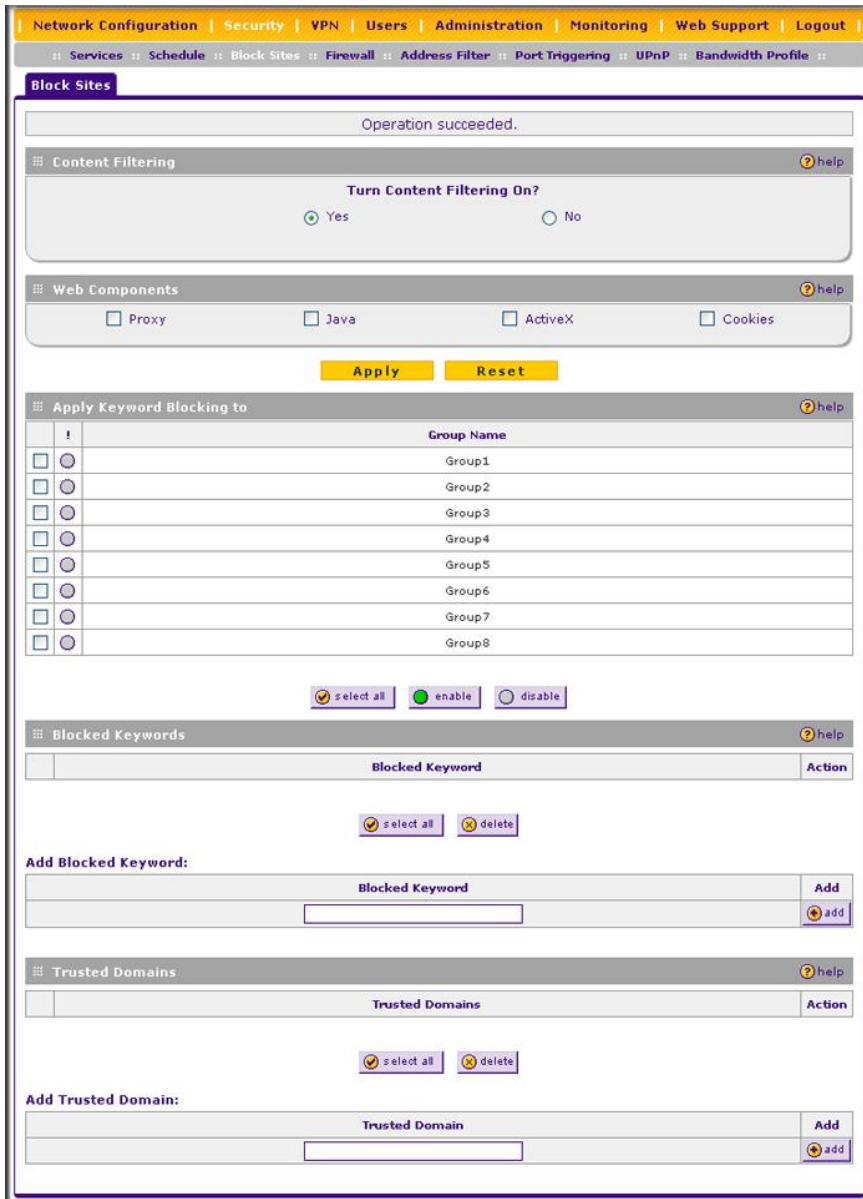 Network Configuration | Security | VPN | Users | Administration | Monitoring | Web Support | Logout
:: Services :: Schedule :: Block Sites :: Firewall :: Address Filter :: Port Triggering :: UPnP :: Bandwidth Profile ::
Block Sites
Operation succeeded.
Content Filtering
help
Turn Content Filtering On?
Yes No
Web Components
help
Proxy Java ActiveX Cookies
Apply Reset
Apply Keyword Blocking to
help
! Group Name
Group1
Group2
Group3
Group4
Group5
Group6
Group7
Group8
select all enable disable
Blocked Keywords
help
Blocked Keyword Action
select all delete
Add Blocked Keyword:
Blocked Keyword Add
add
Trusted Domains
help
Trusted Domains Action
select all delete
Add Trusted Domain:
Trusted Domain Add
add